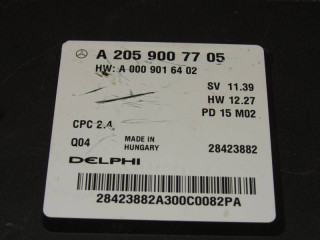 A 205 900 77 05
HW: A 000 901 64 02
SV 11.39
HW 12.27
PD 15 M02
CPC 2.4
Q04
MADE IN
HUNGARY
28423882
DELPHI
28423882A300C0082PA